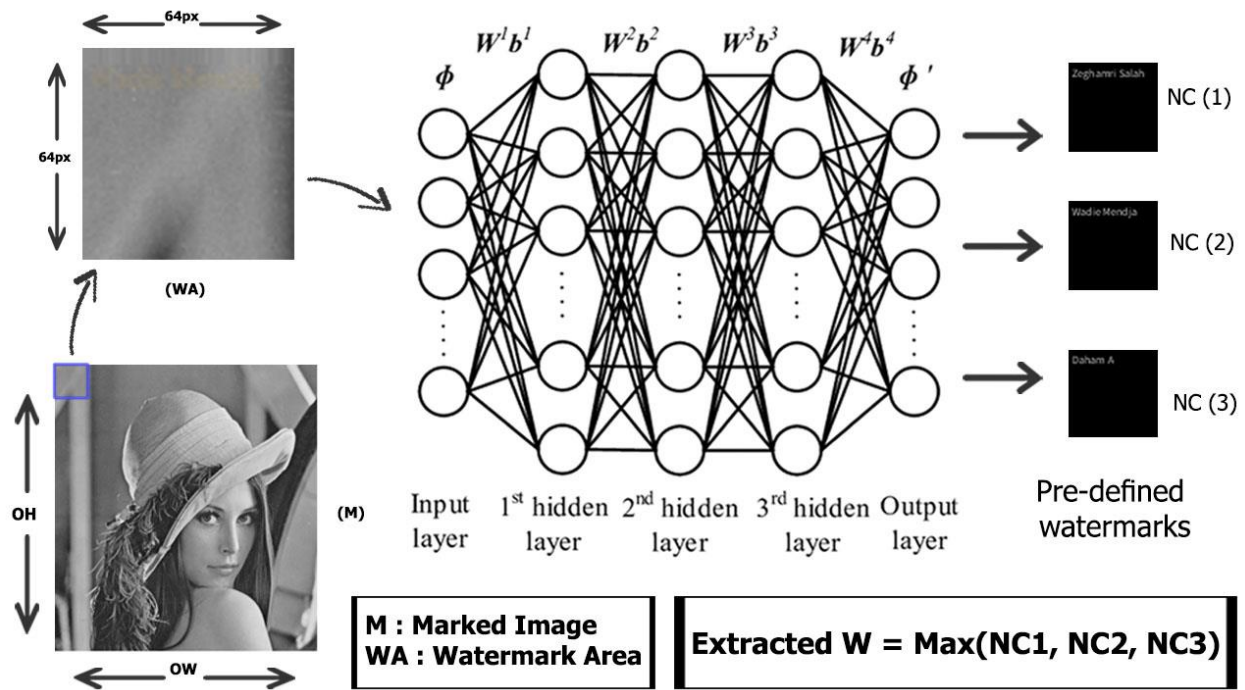 64px
64px
(WA)
OH
(M)
OW
W¹b¹ W²b² W³b³ W⁴b⁴
ϕ
ϕ '
Input layer
1st hidden layer
2nd hidden layer
3rd hidden layer
Output layer
Zeghamri Salah
NC (1)
Wadie Mendja
NC (2)
Daham A
NC (3)
Pre-defined
watermarks
M : Marked Image
WA : Watermark Area
Extracted W = Max(NC1, NC2, NC3)